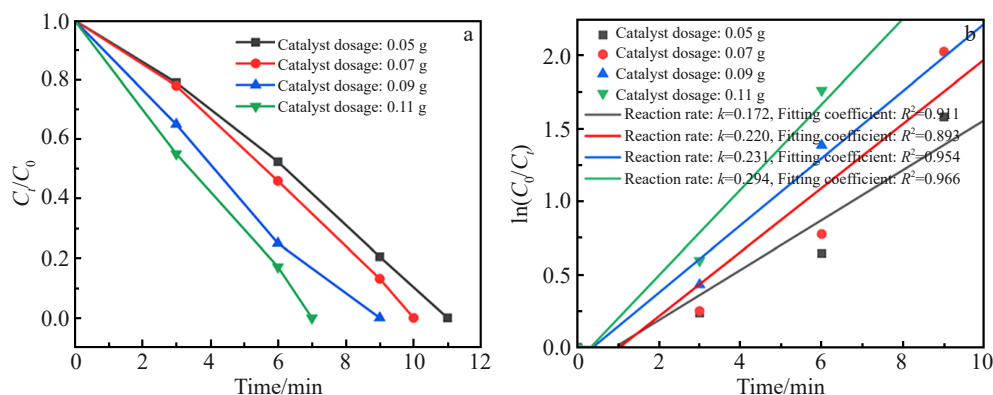 a
Catalyst dosage: 0.05 g
Catalyst dosage: 0.07 g
Catalyst dosage: 0.09 g
Catalyst dosage: 0.11 g
1.0
0.8
0.6
0.4
0.2
0.0
Cₜ/C₀
0 2 4 6 8 10 12
Time/min
b
Catalyst dosage: 0.05 g
Catalyst dosage: 0.07 g
Catalyst dosage: 0.09 g
Catalyst dosage: 0.11 g
Reaction rate: k=0.172, Fitting coefficient: R²=0.911
Reaction rate: k=0.220, Fitting coefficient: R²=0.893
Reaction rate: k=0.231, Fitting coefficient: R²=0.954
Reaction rate: k=0.294, Fitting coefficient: R²=0.966
2.0
1.5
1.0
0.5
0.0
ln(C₀/Cₜ)
0 2 4 6 8 10
Time/min